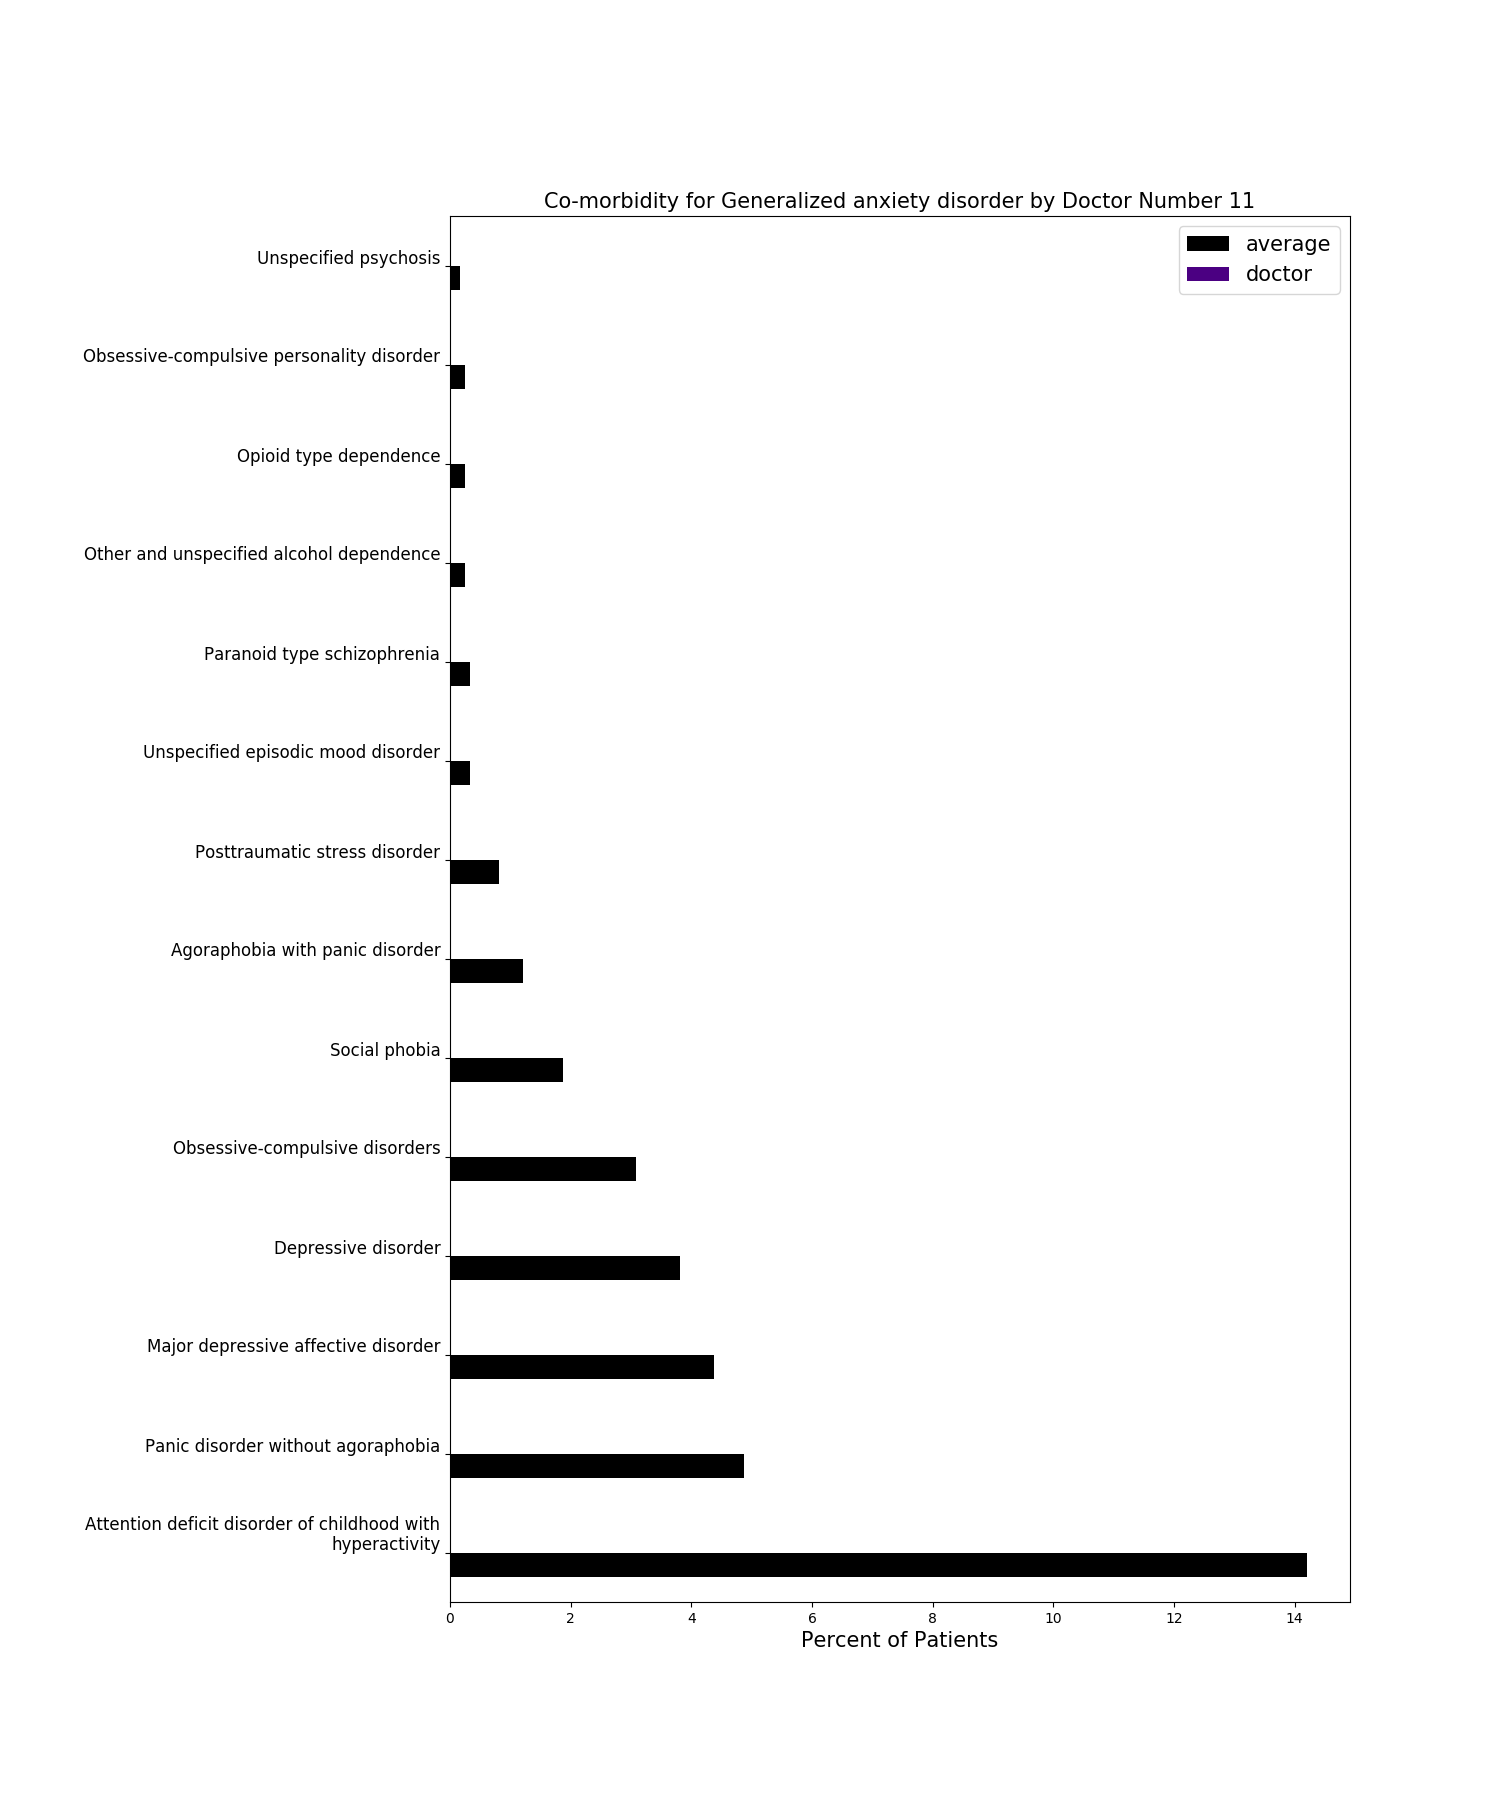 Co-morbidity for Generalized anxiety disorder by Doctor Number 11
average
doctor
Unspecified psychosis
Obsessive-compulsive personality disorder
Opioid type dependence
Other and unspecified alcohol dependence
Paranoid type schizophrenia
Unspecified episodic mood disorder
Posttraumatic stress disorder
Agoraphobia with panic disorder
Social phobia
Obsessive-compulsive disorders
Depressive disorder
Major depressive affective disorder
Panic disorder without agoraphobia
Attention deficit disorder of childhood with
hyperactivity
0 2 4 6 8 10 12 14
Percent of Patients